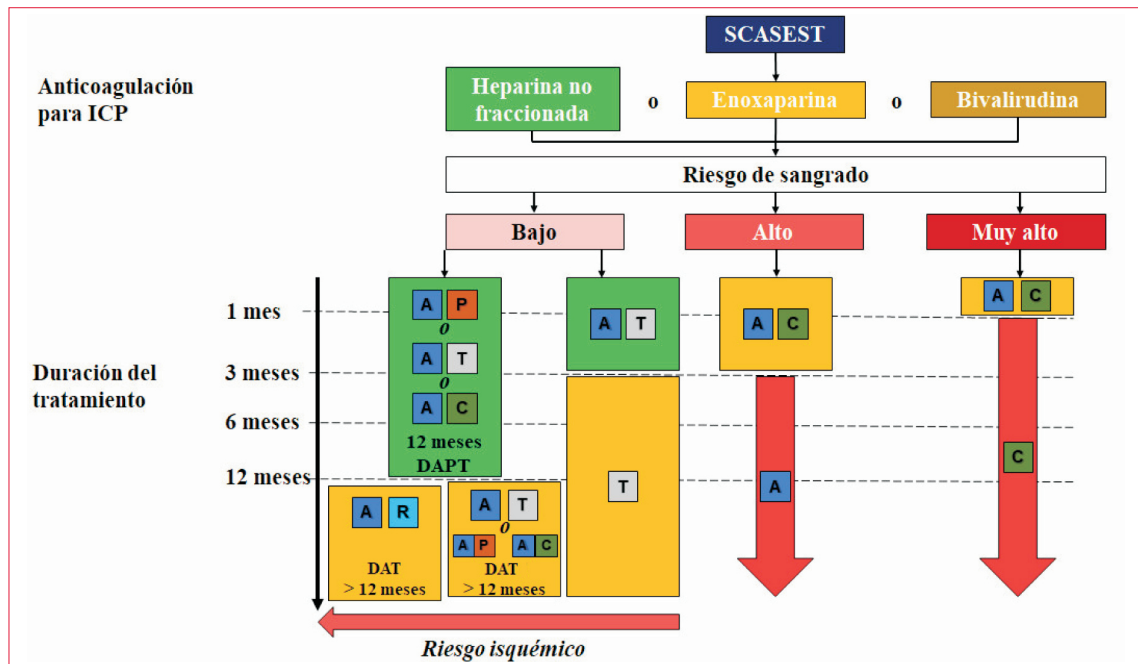 SCASEST
Anticoagulación
para ICP
Heparina no
fraccionada
o
Enoxaparina
o
Bivalirudina
Riesgo de sangrado
Bajo
Alto
Muy alto
Duración del
tratamiento
1 mes
3 meses
6 meses
12 meses
A P
o
A T
o
A C
12 meses
DAPT
A T
A C
A C
A R
DAT
> 12 meses
A T
o
A P A C
DAT
> 12 meses
T
A
C
Riesgo isquémico